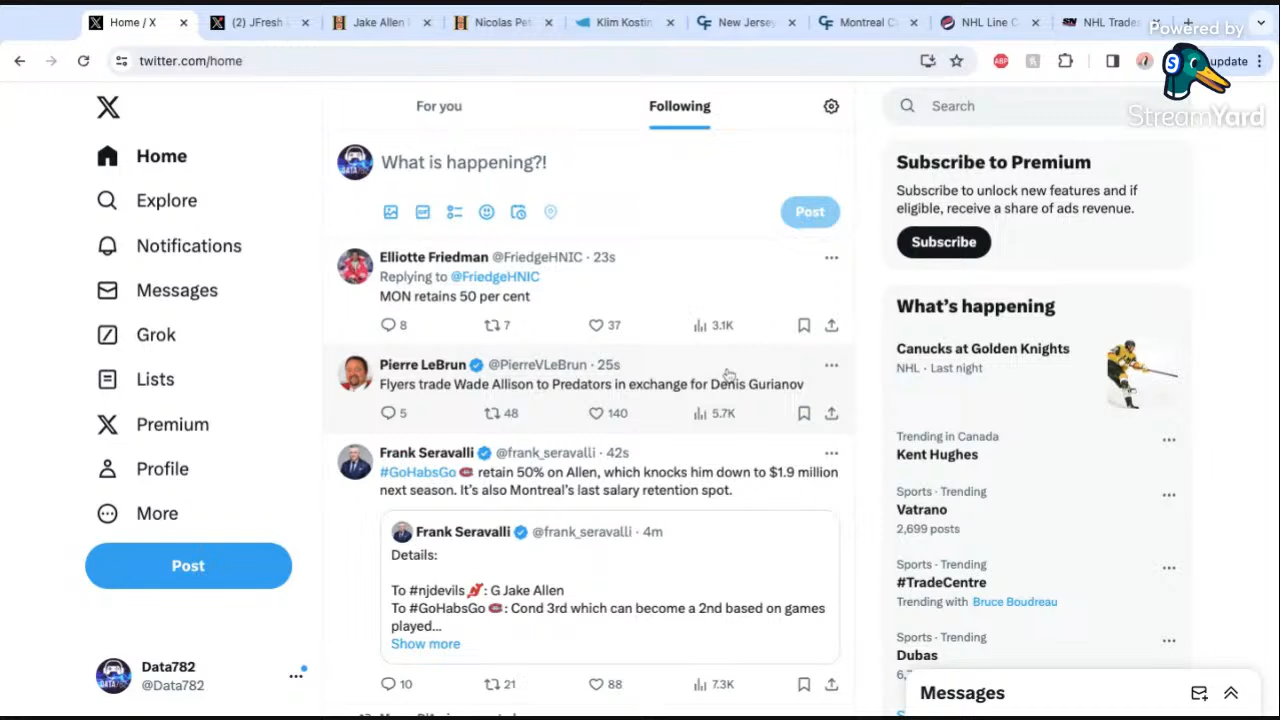 Home / X
(2) JFresh
Jake Allen
Nicolas Pet
Klim Kostin
New Jersey
Montreal C
NHL Line C
NHL Trades
Powered by
StreamYard
twitter.com/home
update
For you
Following
Search
Home
Explore
Notifications
Messages
Grok
Lists
Premium
Profile
More
Post
Data782
@Data782
What is happening?!
Post
Elliotte Friedman @FriedgeHNIC · 23s
Replying to @FriedgeHNIC
MON retains 50 per cent
8 7 37 3.1K
Pierre LeBrun @PierreVLeBrun · 25s
Flyers trade Wade Allison to Predators in exchange for Denis Gurianov
5 48 140 5.7K
Frank Seravalli @frank_seravalli · 42s
#GoHabsGo retain 50% on Allen, which knocks him down to $1.9 million
next season. It's also Montreal's last salary retention spot.
Frank Seravalli @frank_seravalli · 4m
Details:
To #njdevils : G Jake Allen
To #GoHabsGo : Cond 3rd which can become a 2nd based on games
played...
Show more
10 21 88 7.3K
Subscribe to Premium
Subscribe to unlock new features and if
eligible, receive a share of ads revenue.
Subscribe
What's happening
Canucks at Golden Knights
NHL · Last night
Trending in Canada
Kent Hughes
Sports · Trending
Vatrano
2,699 posts
Sports · Trending
#TradeCentre
Trending with Bruce Boudreau
Sports · Trending
Dubas
Messages